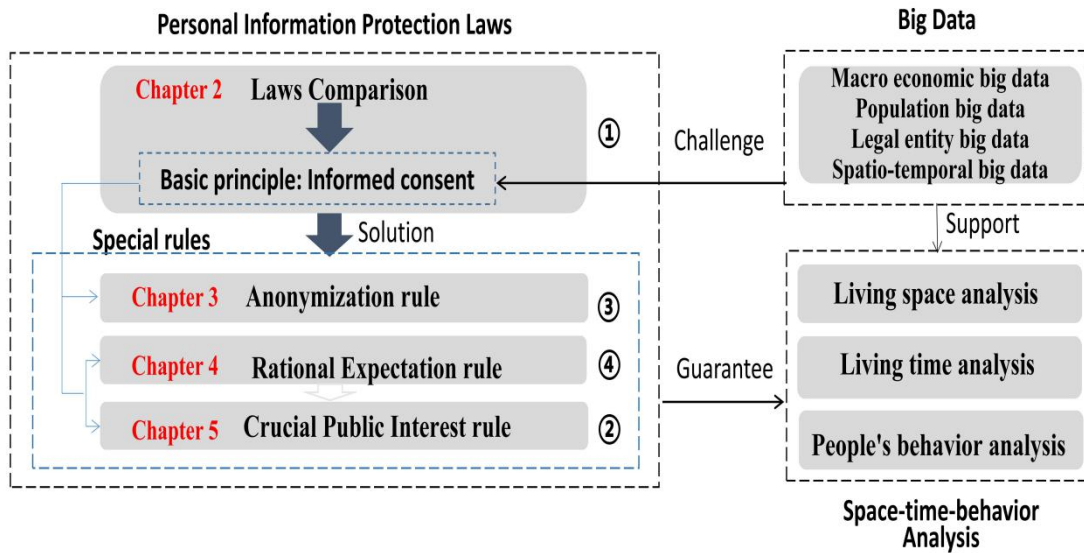 Personal Information Protection Laws
Chapter 2 Laws Comparison
①
Basic principle: Informed consent
Solution
Special rules
Chapter 3 Anonymization rule
③
Chapter 4 Rational Expectation rule
④
Chapter 5 Crucial Public Interest rule
②
Challenge
Guarantee
Big Data
Macro economic big data
Population big data
Legal entity big data
Spatio-temporal big data
Support
Living space analysis
Living time analysis
People's behavior analysis
Space-time-behavior
Analysis